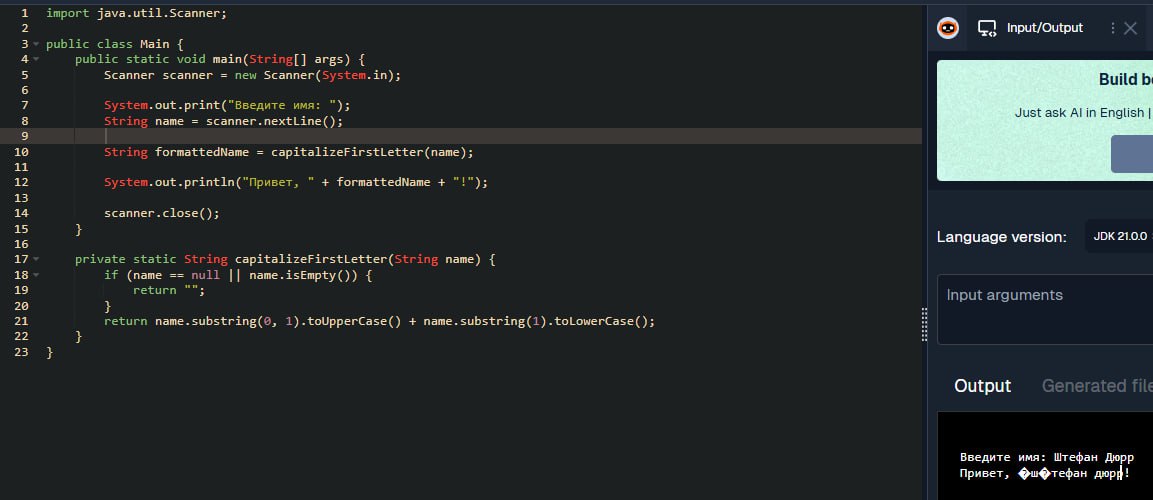 import java.util.Scanner;
public class Main {
public static void main(String[] args) {
Scanner scanner = new Scanner(System.in);
System.out.print("Введите имя: ");
String name = scanner.nextLine();
String formattedName = capitalizeFirstLetter(name);
System.out.println("Привет, " + formattedName + "!");
scanner.close();
}
private static String capitalizeFirstLetter(String name) {
if (name == null || name.isEmpty()) {
return "";
}
return name.substring(0, 1).toUpperCase() + name.substring(1).toLowerCase();
}
}
1
2
3
4
5
6
7
8
9
10
11
12
13
14
15
16
17
18
19
20
21
22
23
Input/Output
Build b
Just ask AI in English |
Language version: JDK 21.0.0
Input arguments
Output Generated file
Введите имя: Штефан Дюрр
Привет, �ш�тефан дюрр!